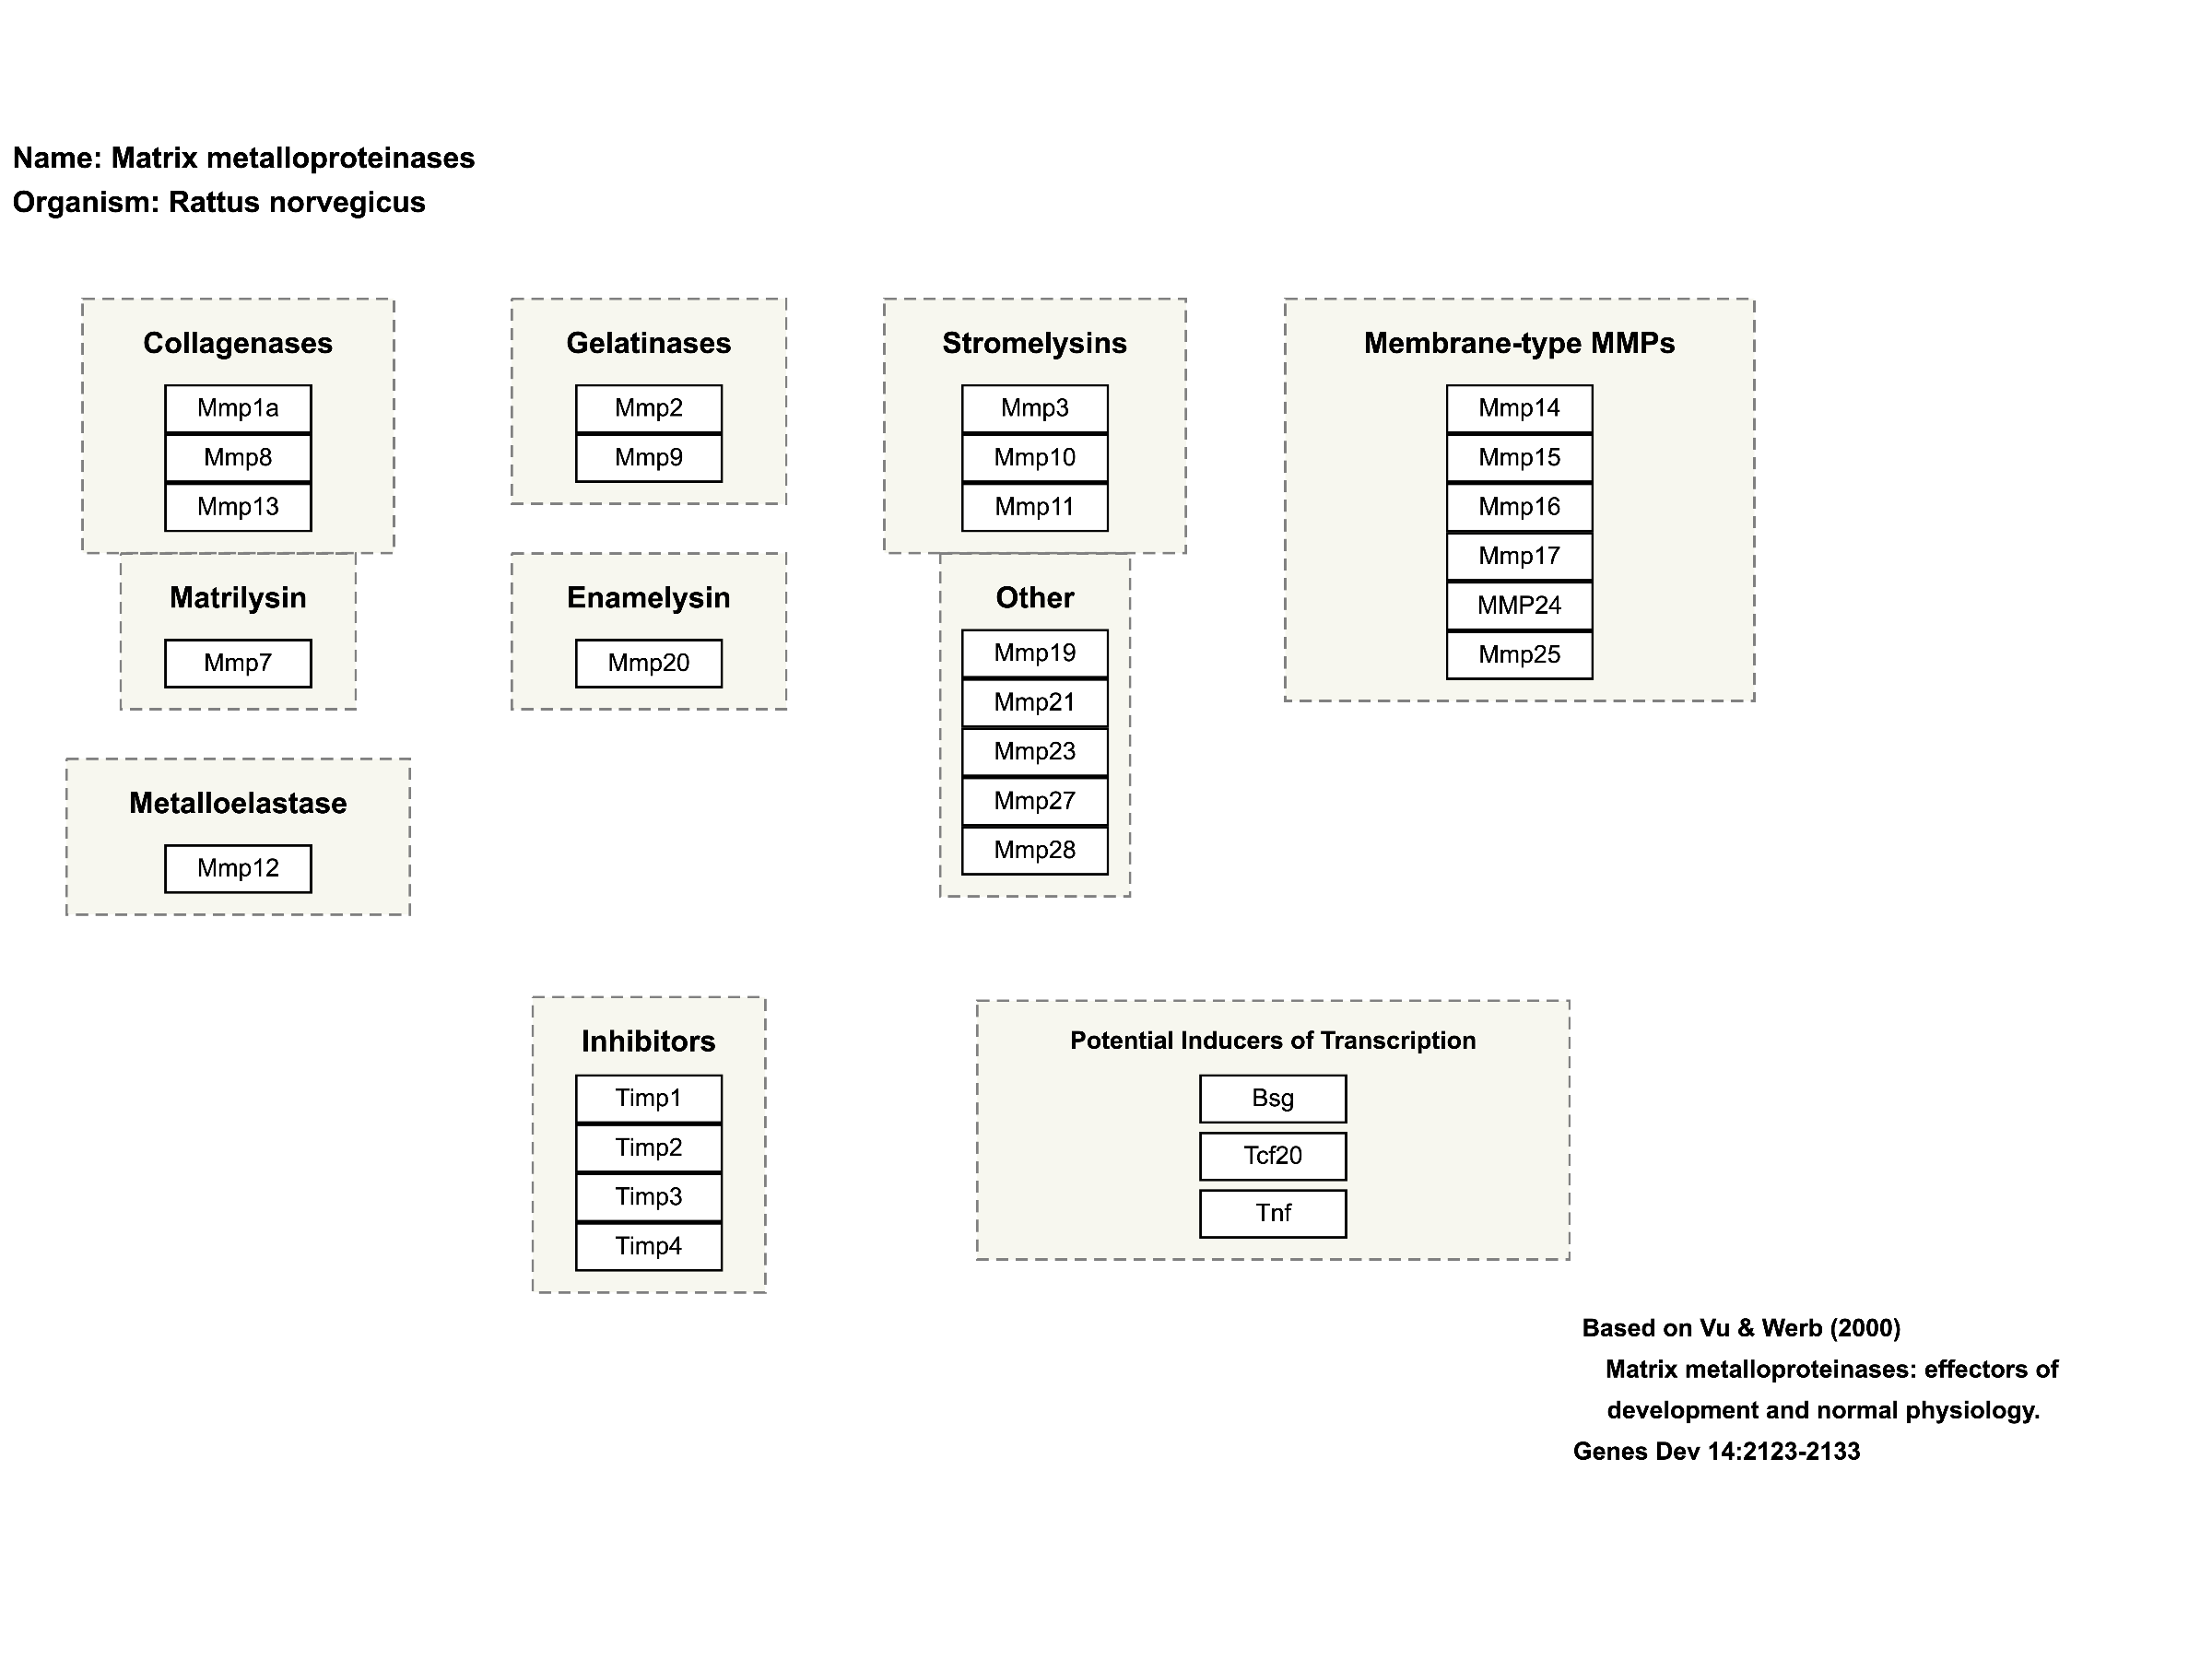 Name: Matrix metalloproteinases
Organism: Rattus norvegicus
Collagenases
Mmp1a
Mmp8
Mmp13
Gelatinases
Mmp2
Mmp9
Stromelysins
Mmp3
Mmp10
Mmp11
Membrane-type MMPs
Mmp14
Mmp15
Mmp16
Mmp17
MMP24
Mmp25
Matrilysin
Mmp7
Enamelysin
Mmp20
Other
Mmp19
Mmp21
Mmp23
Mmp27
Mmp28
Metalloelastase
Mmp12
Inhibitors
Timp1
Timp2
Timp3
Timp4
Potential Inducers of Transcription
Bsg
Tcf20
Tnf
Based on Vu & Werb (2000)
Matrix metalloproteinases: effectors of
development and normal physiology.
Genes Dev 14:2123-2133